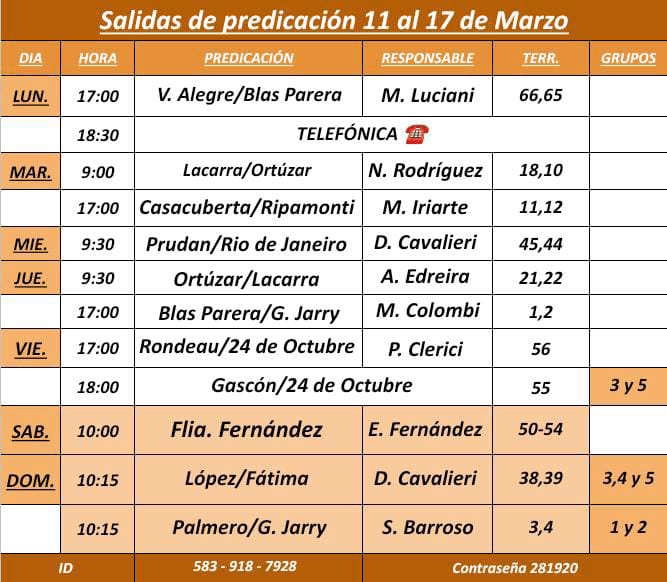 Salidas de predicación 11 al 17 de Marzo
DIA HORA PREDICACIÓN RESPONSABLE TERR. GRUPOS
LUN. 17:00 V. Alegre/Blas Parera M. Luciani 66,65
18:30 TELEFÓNICA ☎️
MAR. 9:00 Lacarra/Ortúzar N. Rodríguez 18,10
17:00 Casacuberta/Ripamonti M. Iriarte 11,12
MIE. 9:30 Prudan/Rio de Janeiro D. Cavalieri 45,44
JUE. 9:30 Ortúzar/Lacarra A. Edreira 21,22
17:00 Blas Parera/G. Jarry M. Colombi 1,2
VIE. 17:00 Rondeau/24 de Octubre P. Clerici 56
18:00 Gascón/24 de Octubre 55 3 y 5
SAB. 10:00 Flia. Fernández E. Fernández 50-54
DOM. 10:15 López/Fátima D. Cavalieri 38,39 3,4 y 5
10:15 Palmero/G. Jarry S. Barroso 3,4 1 y 2
ID 583 - 918 - 7928 Contraseña 281920